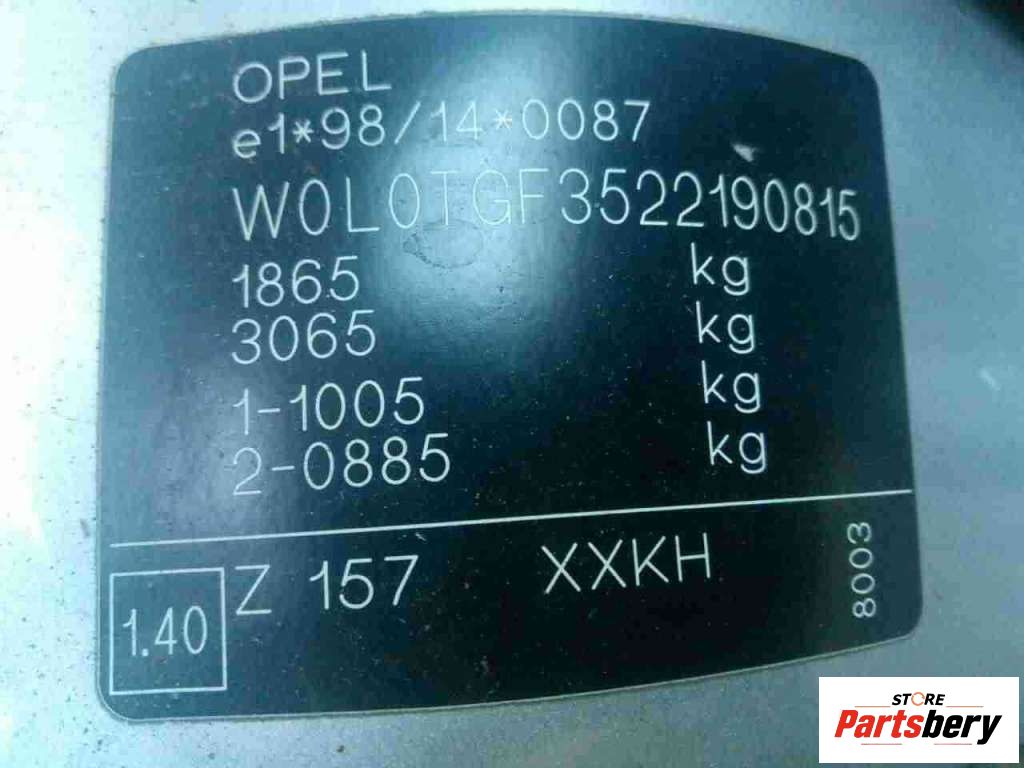 OPEL
e1*98/14*0087
W0L0TGF3522190815
1865 kg
3065 kg
1-1005 kg
2-0885 kg
1.40 Z 157 XXKH
8003
STORE
Partsbery